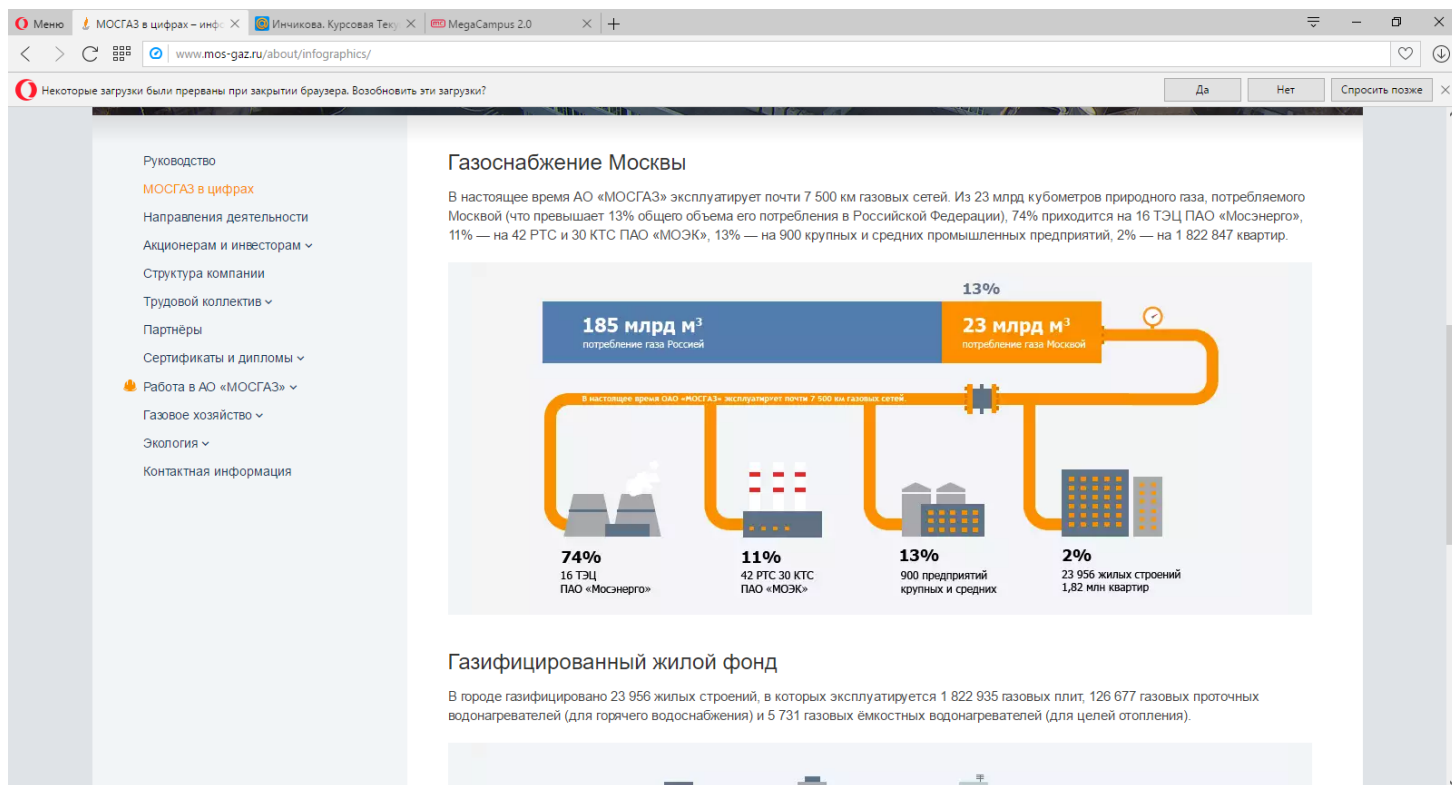 Меню
МОСГАЗ в цифрах – инфо
Инчикова. Курсовая Теку
MegaCampus 2.0
www.mos-gaz.ru/about/infographics/
Некоторые загрузки были прерваны при закрытии браузера. Возобновить эти загрузки?
Да
Нет
Спросить позже
Руководство
МОСГАЗ в цифрах
Направления деятельности
Акционерам и инвесторам
Структура компании
Трудовой коллектив
Партнёры
Сертификаты и дипломы
Работа в АО «МОСГАЗ»
Газовое хозяйство
Экология
Контактная информация
Газоснабжение Москвы
В настоящее время АО «МОСГАЗ» эксплуатирует почти 7 500 км газовых сетей. Из 23 млрд кубометров природного газа, потребляемого
Москвой (что превышает 13% общего объема его потребления в Российской Федерации), 74% приходится на 16 ТЭЦ ПАО «Мосэнерго»,
11% — на 42 РТС и 30 КТС ПАО «МОЭК», 13% — на 900 крупных и средних промышленных предприятий, 2% — на 1 822 847 квартир.
13%
185 млрд м³
потребление газа Россией
23 млрд м³
потребление газа Москвой
В настоящее время ОАО «МОСГАЗ» эксплуатирует почти 7 500 км газовых сетей.
74%
16 ТЭЦ
ПАО «Мосэнерго»
11%
42 РТС 30 КТС
ПАО «МОЭК»
13%
900 предприятий
крупных и средних
2%
23 956 жилых строений
1,82 млн квартир
Газифицированный жилой фонд
В городе газифицировано 23 956 жилых строений, в которых эксплуатируется 1 822 935 газовых плит, 126 677 газовых проточных
водонагревателей (для горячего водоснабжения) и 5 731 газовых ёмкостных водонагревателей (для целей отопления).